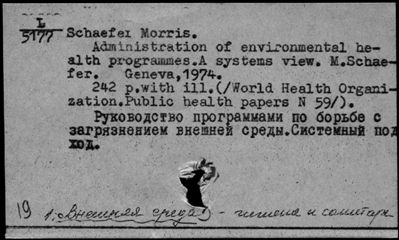 L
5177
Schaefer Morris.
Administration of environmental he-
alth programmes.A systems view. M.Schae-
fer. Geneva,1974.
242 p.with ill.(/World Health Organi-
zation.Public health papers N 59/).
Руководство программами по борьбе с
загрязнением внешней среды.Системный под
ход.
19
1. Внешняя среда - гигиена и санитар